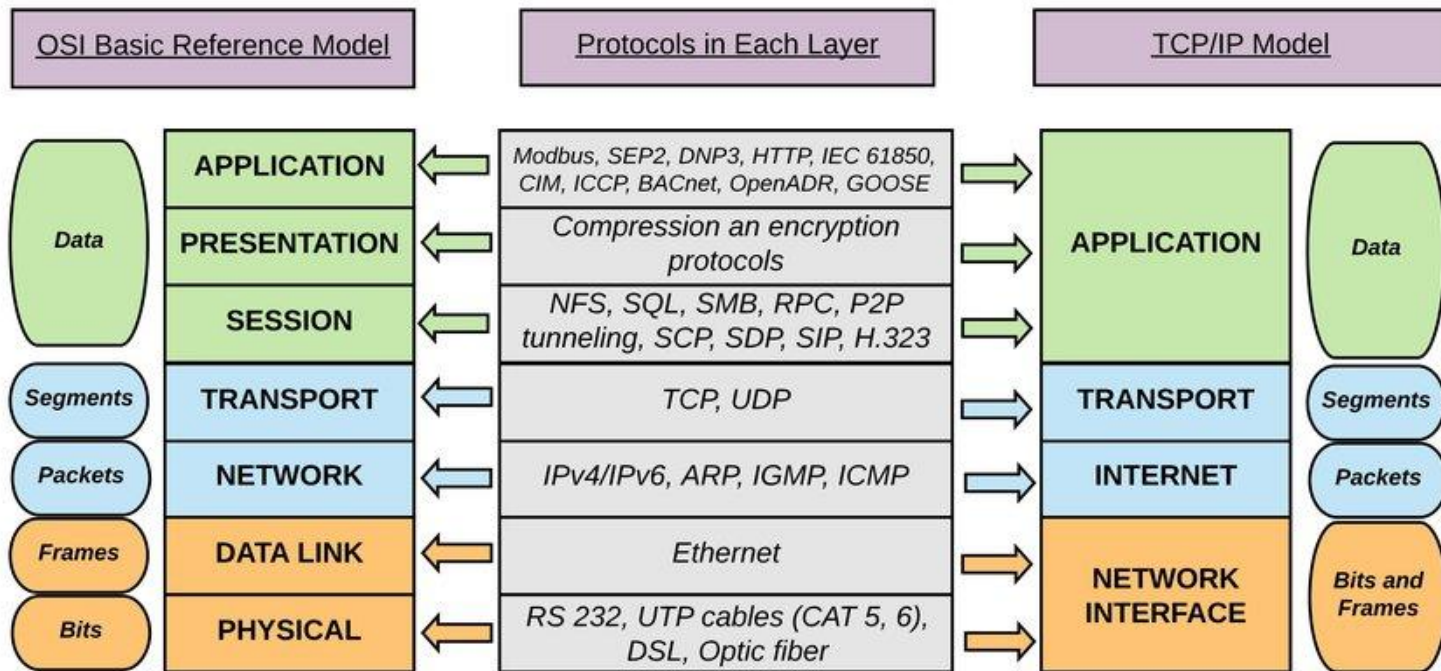 OSI Basic Reference Model
Protocols in Each Layer
TCP/IP Model
Data
APPLICATION
Modbus, SEP2, DNP3, HTTP, IEC 61850,
CIM, ICCP, BACnet, OpenADR, GOOSE
PRESENTATION
Compression an encryption
protocols
SESSION
NFS, SQL, SMB, RPC, P2P
tunneling, SCP, SDP, SIP, H.323
APPLICATION
Data
Segments
TRANSPORT
TCP, UDP
TRANSPORT
Segments
Packets
NETWORK
IPv4/IPv6, ARP, IGMP, ICMP
INTERNET
Packets
Frames
DATA LINK
Ethernet
Bits
PHYSICAL
RS 232, UTP cables (CAT 5, 6),
DSL, Optic fiber
NETWORK
INTERFACE
Bits and
Frames